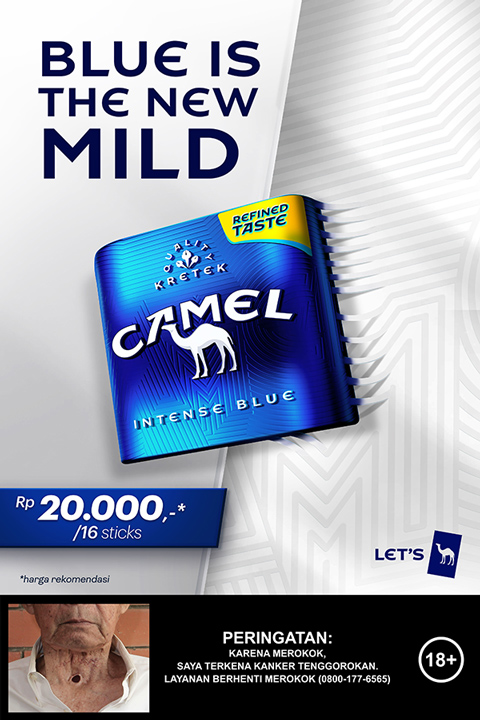 BLUE IS
THE NEW
MILD
REFINED
TASTE
QUALITY
KRETEK
CAMEL
INTENSE BLUE
Rp 20.000,-*
/16 sticks
LET'S
*harga rekomendasi
PERINGATAN:
KARENA MEROKOK,
SAYA TERKENA KANKER TENGGOROKAN.
LAYANAN BERHENTI MEROKOK (0800-177-6565)
18+